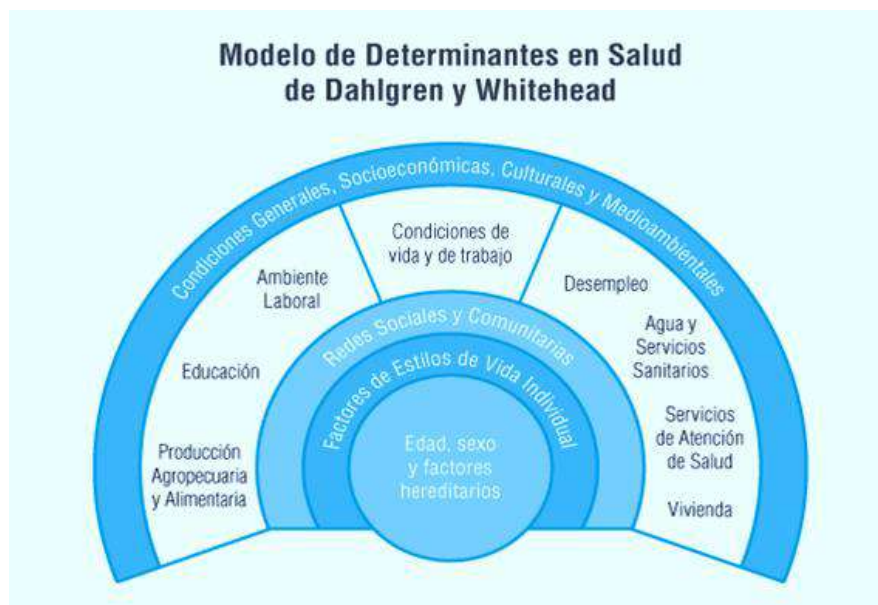 Modelo de Determinantes en Salud
de Dahlgren y Whitehead
Condiciones Generales, Socioeconómicas, Culturales y Medioambientales
Condiciones de
vida y de trabajo
Ambiente
Laboral
Desempleo
Redes Sociales y Comunitarias
Agua y
Servicios
Sanitarios
Educación
Factores de Estilos de Vida Individual
Servicios
de Atención
de Salud
Producción
Agropecuaria
y Alimentaria
Edad, sexo
y factores
hereditarios
Vivienda